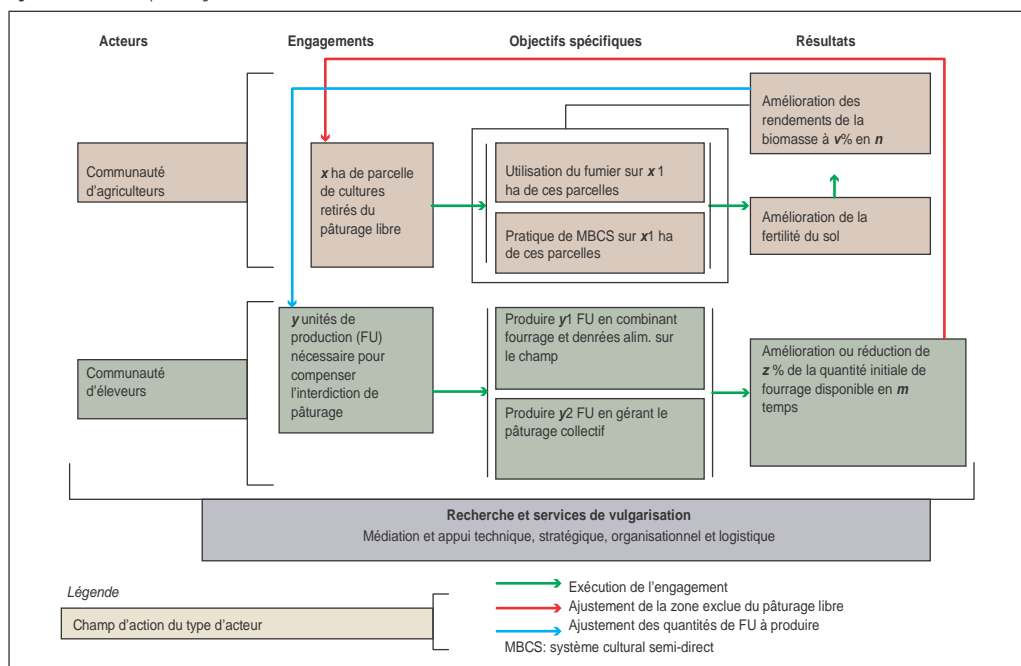 Acteurs
Engagements
Objectifs spécifiques
Résultats
Communauté
d'agriculteurs
x ha de parcelle
de cultures
retirés du
pâturage libre
Utilisation du fumier sur x 1
ha de ces parcelles
Pratique de MBCS sur x1 ha
de ces parcelles
Amélioration des
rendements de la
biomasse à v% en n
Amélioration de la
fertilité du sol
Communauté
d'éleveurs
y unités de
production (FU)
nécessaire pour
compenser
l'interdiction de
pâturage
Produire y1 FU en combinant
fourrage et denrées alim. sur
le champ
Produire y2 FU en gérant le
pâturage collectif
Amélioration ou réduction de
z % de la quantité initiale de
fourrage disponible en m
temps
Recherche et services de vulgarisation
Médiation et appui technique, stratégique, organisationnel et logistique
Légende
Champ d'action du type d'acteur
Exécution de l'engagement
Ajustement de la zone exclue du pâturage libre
Ajustement des quantités de FU à produire
MBCS: système cultural semi-direct